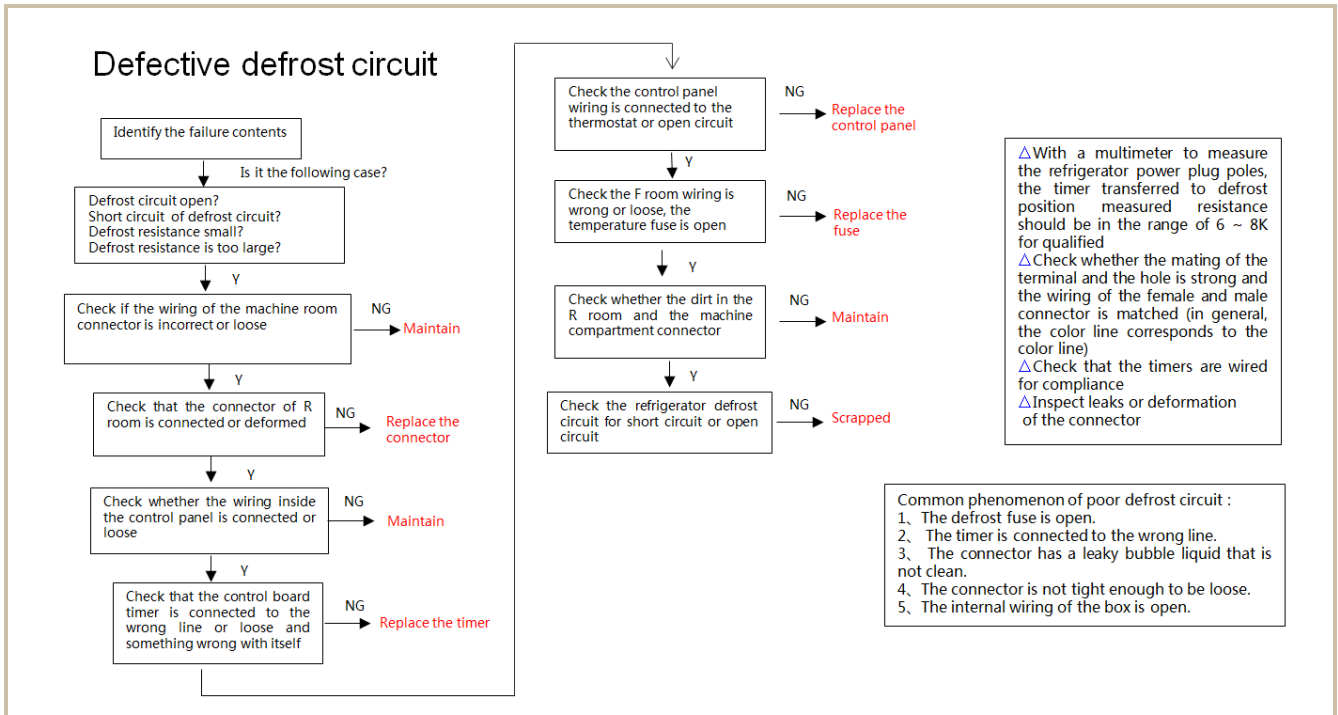 Defective defrost circuit
Identify the failure contents
Is it the following case?
Defrost circuit open?
Short circuit of defrost circuit?
Defrost resistance small?
Defrost resistance is too large?
Y
Check if the wiring of the machine room
connector is incorrect or loose
NG
Maintain
Y
Check that the connector of R
room is connected or deformed
NG
Replace the
connector
Y
Check whether the wiring inside
the control panel is connected or
loose
NG
Maintain
Y
Check that the control board
timer is connected to the
wrong line or loose and
something wrong with itself
NG
Replace the timer
Check the control panel
wiring is connected to the
thermostat or open circuit
NG
Replace the
control panel
Y
Check the F room wiring is
wrong or loose, the
temperature fuse is open
NG
Replace the
fuse
Y
Check whether the dirt in the
R room and the machine
compartment connector
NG
Maintain
Y
Check the refrigerator defrost
circuit for short circuit or open
circuit
NG
Scrapped
△With a multimeter to measure
the refrigerator power plug poles,
the timer transferred to defrost
position measured resistance
should be in the range of 6 ~ 8K
for qualified
△Check whether the mating of the
terminal and the hole is strong and
the wiring of the female and male
connector is matched (in general,
the color line corresponds to the
color line)
△Check that the timers are wired
for compliance
△Inspect leaks or deformation
of the connector
Common phenomenon of poor defrost circuit :
1、The defrost fuse is open.
2、 The timer is connected to the wrong line.
3、 The connector has a leaky bubble liquid that is
not clean.
4、The connector is not tight enough to be loose.
5、The internal wiring of the box is open.